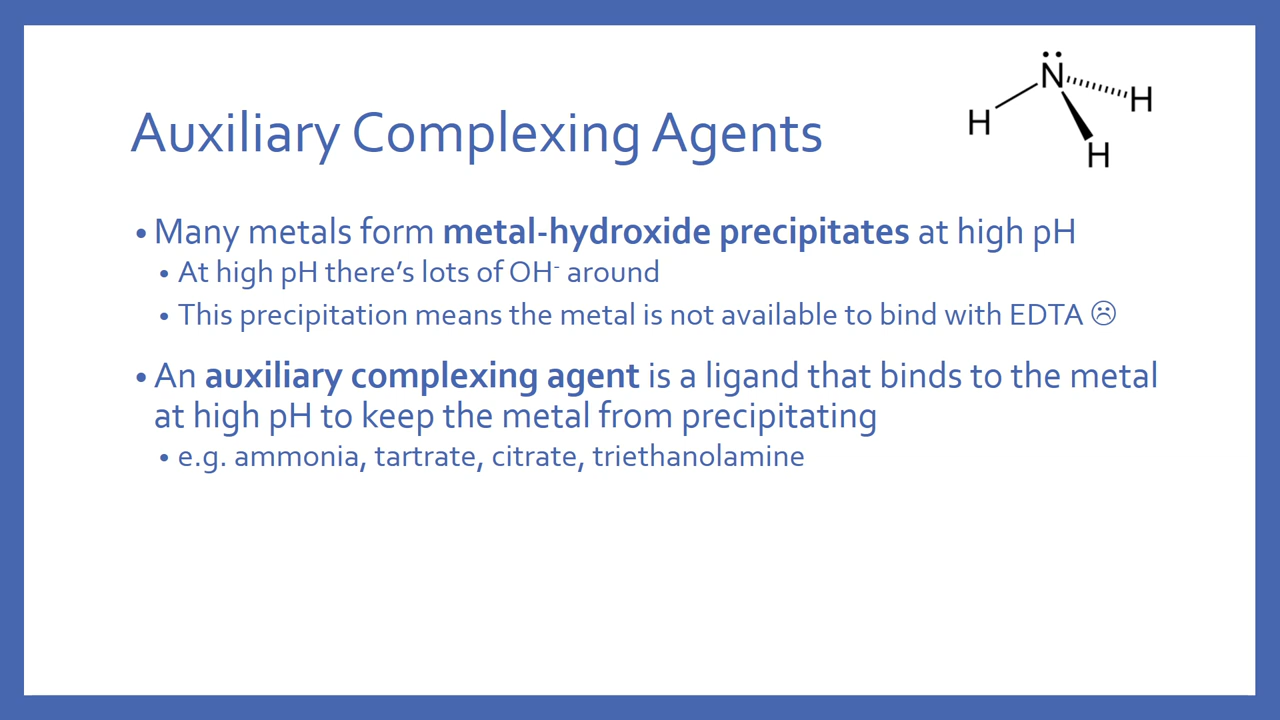 N
H
H
H
Auxiliary Complexing Agents
• Many metals form metal-hydroxide precipitates at high pH
• At high pH there's lots of OH⁻ around
• This precipitation means the metal is not available to bind with EDTA ☹
• An auxiliary complexing agent is a ligand that binds to the metal
at high pH to keep the metal from precipitating
• e.g. ammonia, tartrate, citrate, triethanolamine